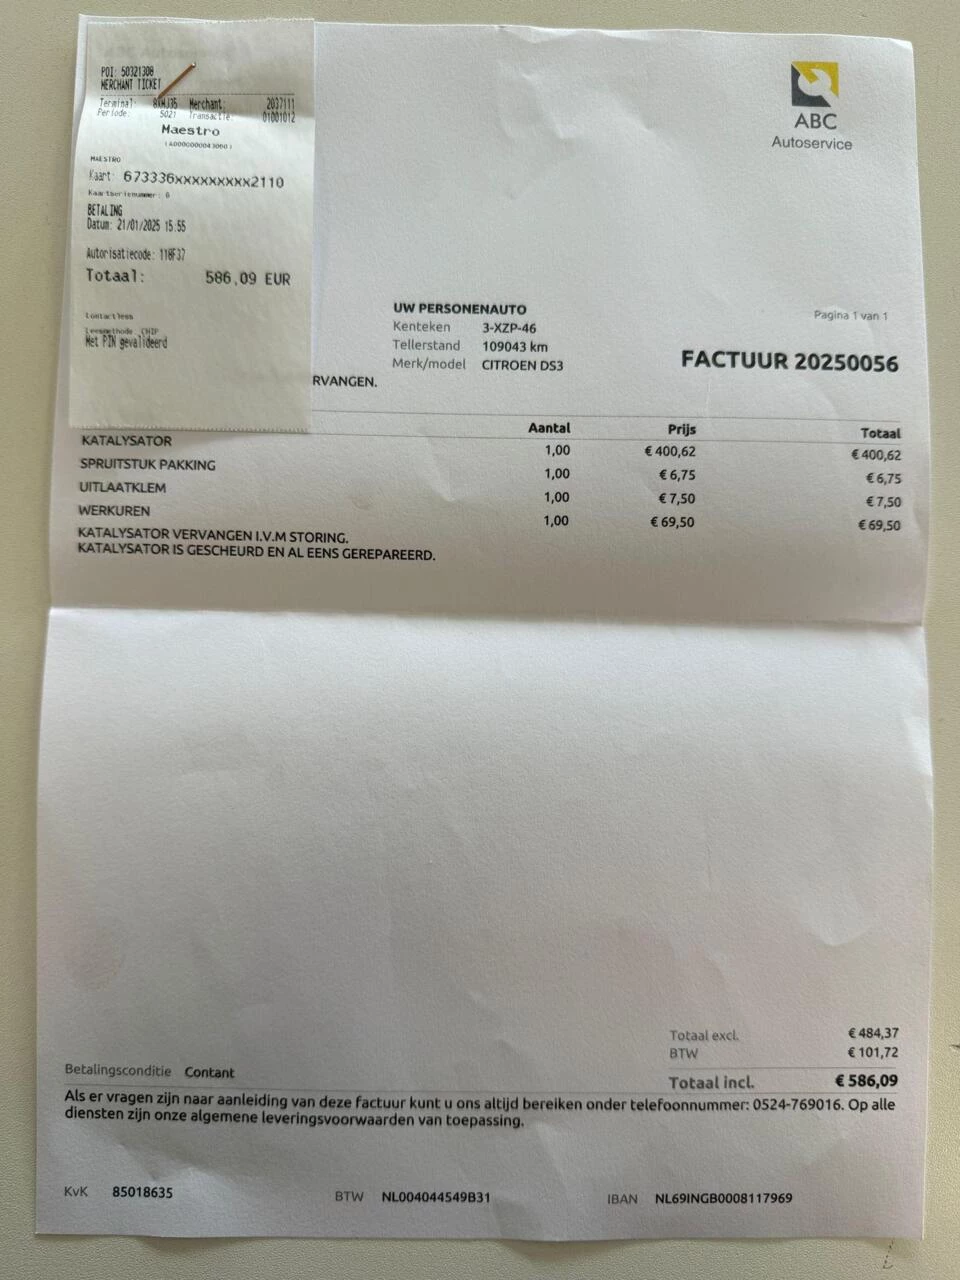 POI: 50321308
MERCHANT TICKET
Terminal: 8XMJ35 Merchant: 2037111
Periode: 5021 Transactie: 01001012
Maestro
(A0000000043060)
MAESTRO
Kaart: 673336xxxxxxxxx2110
Kaartserienummer: 0
BETALING
Datum: 21/01/2025 15:55
Autorisatiecode: 118F37
Totaal: 586,09 EUR
Contactless
Leesmethode CHIP
Met PIN gevalideerd
ABC
Autoservice
UW PERSONENAUTO
Kenteken 3-XZP-46
Tellerstand 109043 km
Merk/model CITROEN DS3
Pagina 1 van 1
FACTUUR 20250056
RVANGEN.
Aantal Prijs Totaal
KATALYSATOR 1,00 € 400,62 € 400,62
SPRUITSTUK PAKKING 1,00 € 6,75 € 6,75
UITLAATKLEM 1,00 € 7,50 € 7,50
WERKUREN 1,00 € 69,50 € 69,50
KATALYSATOR VERVANGEN I.V.M STORING.
KATALYSATOR IS GESCHEURD EN AL EENS GEREPAREERD.
Totaal excl. € 484,37
BTW € 101,72
Betalingsconditie Contant
Totaal incl. € 586,09
Als er vragen zijn naar aanleiding van deze factuur kunt u ons altijd bereiken onder telefoonnummer: 0524-769016. Op alle
diensten zijn onze algemene leveringsvoorwaarden van toepassing.
KvK 85018635 BTW NL004044549B31 IBAN NL69INGB0008117969